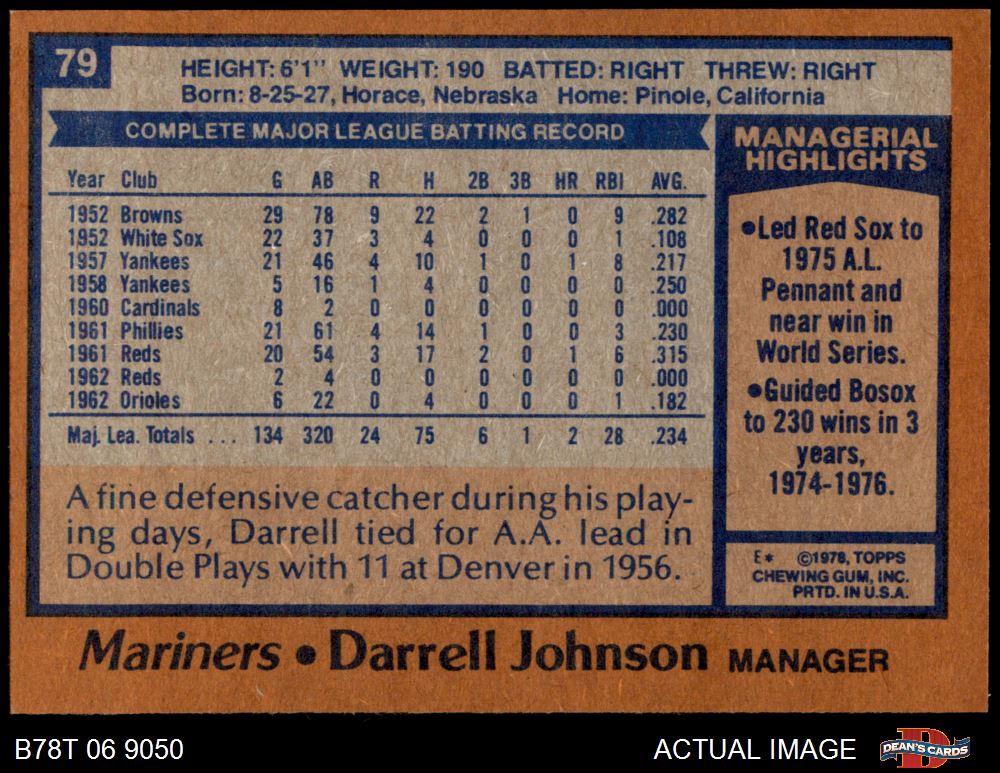 79
HEIGHT: 6'1" WEIGHT: 190 BATTED: RIGHT THREW: RIGHT
Born: 8-25-27, Horace, Nebraska Home: Pinole, California
COMPLETE MAJOR LEAGUE BATTING RECORD
Year Club G AB R H 2B 3B HR RBI AVG.
1952 Browns 29 78 9 22 2 1 0 9 .282
1952 White Sox 22 37 3 4 0 0 0 1 .108
1957 Yankees 21 46 4 10 1 0 1 8 .217
1958 Yankees 5 16 1 4 0 0 0 0 .250
1960 Cardinals 8 2 0 0 0 0 0 0 .000
1961 Phillies 21 61 4 14 1 0 0 3 .230
1961 Reds 20 54 3 17 2 0 1 6 .315
1962 Reds 2 4 0 0 0 0 0 0 .000
1962 Orioles 6 22 0 4 0 0 0 1 .182
Maj. Lea. Totals ... 134 320 24 75 6 1 2 28 .234
A fine defensive catcher during his play-
ing days, Darrell tied for A.A. lead in
Double Plays with 11 at Denver in 1956.
MANAGERIAL
HIGHLIGHTS
•Led Red Sox to
1975 A.L.
Pennant and
near win in
World Series.
•Guided Bosox
to 230 wins in 3
years,
1974-1976.
E* ©1978, TOPPS
CHEWING GUM, INC.
PRTD. IN U.S.A.
Mariners • Darrell Johnson MANAGER
B78T 06 9050 ACTUAL IMAGE
DEAN'S CARDS